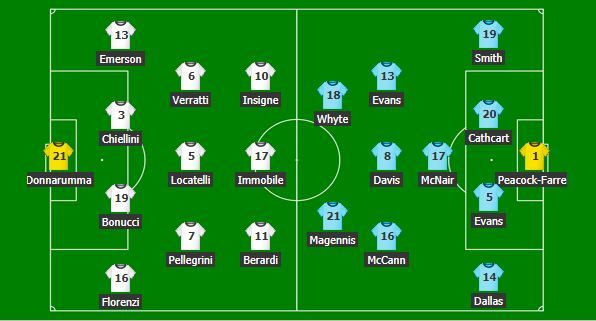 13
Emerson
3
Chiellini
21
Donnarumma
19
Bonucci
16
Florenzi
6
Verratti
5
Locatelli
7
Pellegrini
10
Insigne
17
Immobile
11
Berardi
18
Whyte
21
Magennis
13
Evans
8
Davis
16
McCann
17
McNair
19
Smith
20
Cathcart
5
Evans
14
Dallas
1
Peacock-Farre